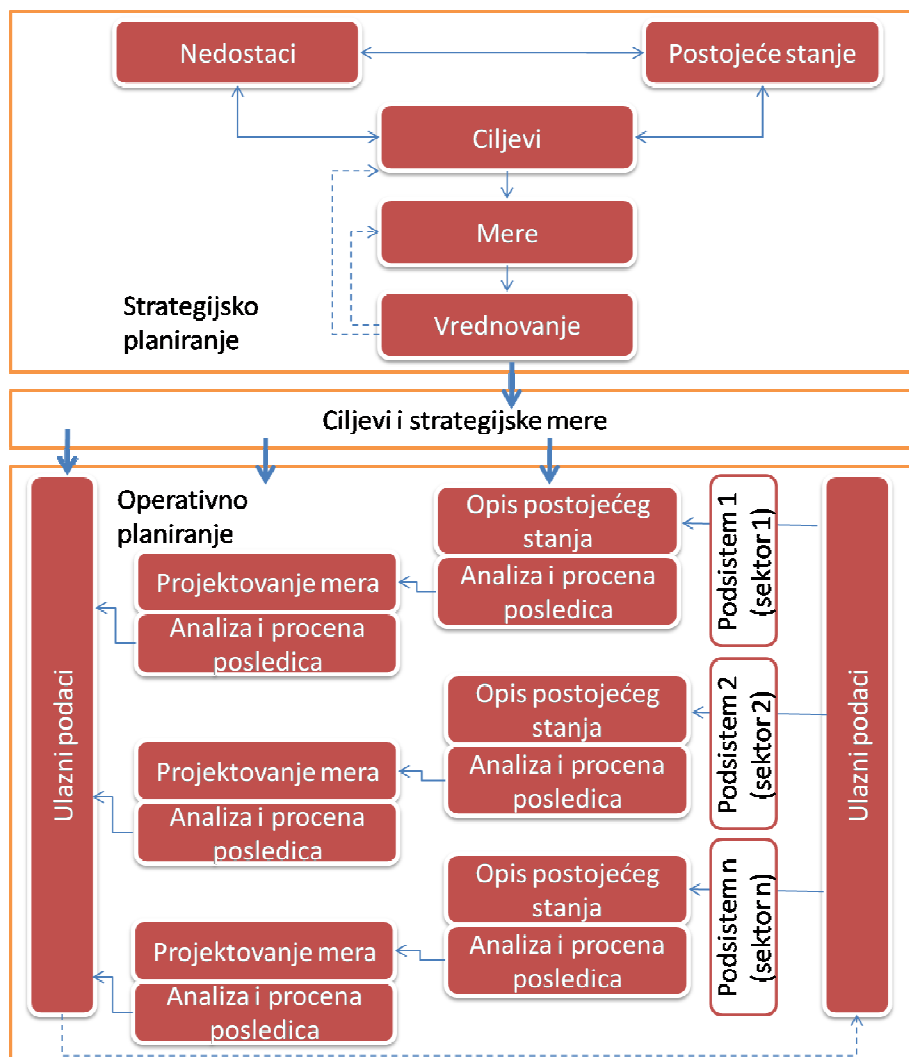 Nedostaci
Postojeće stanje
Ciljevi
Mere
Vrednovanje
Strategijsko
planiranje
Ciljevi i strategijske mere
Operativno
planiranje
Ulazni podaci
Opis postojećeg
stanja
Analiza i procena
posledica
Projektovanje mera
Analiza i procena
posledica
Podsistem 1
(sektor 1)
Opis postojećeg
stanja
Analiza i procena
posledica
Projektovanje mera
Analiza i procena
posledica
Podsistem 2
(sektor 2)
Opis postojećeg
stanja
Analiza i procena
posledica
Projektovanje mera
Analiza i procena
posledica
Podsistem n
(sektor n)
Ulazni podaci